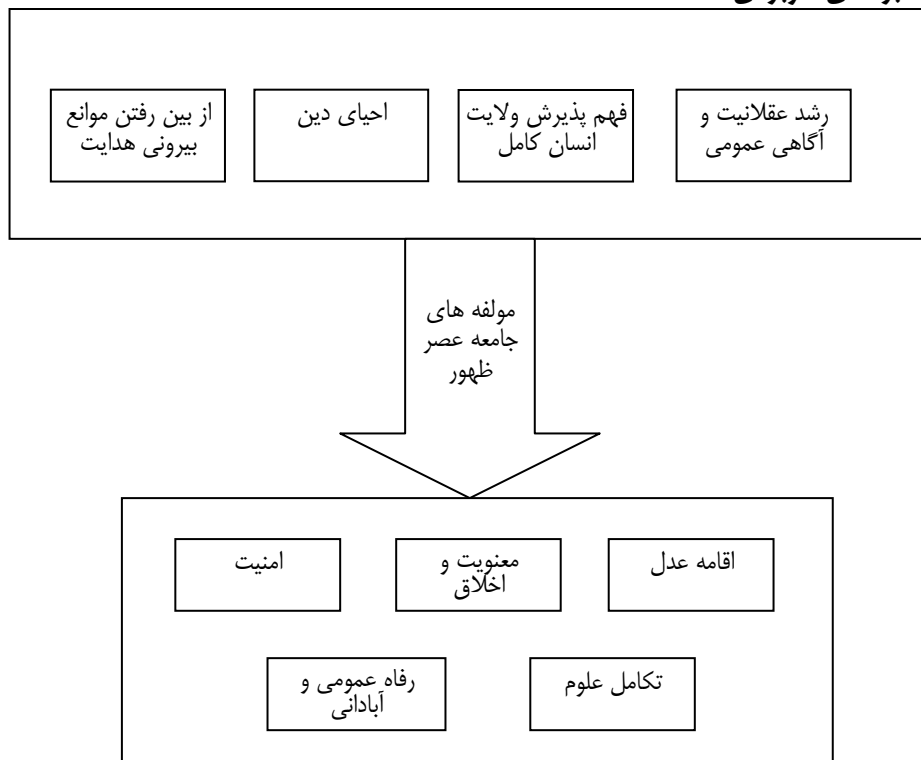 رشد عقلانیت و
آگاهی عمومی
فهم پذیرش ولایت
انسان کامل
احیای دین
از بین رفتن موانع
بیرونی هدایت
مولفه های
جامعه عصر
ظهور
اقامه عدل
معنویت و
اخلاق
امنیت
تکامل علوم
رفاه عمومی و
آبادانی